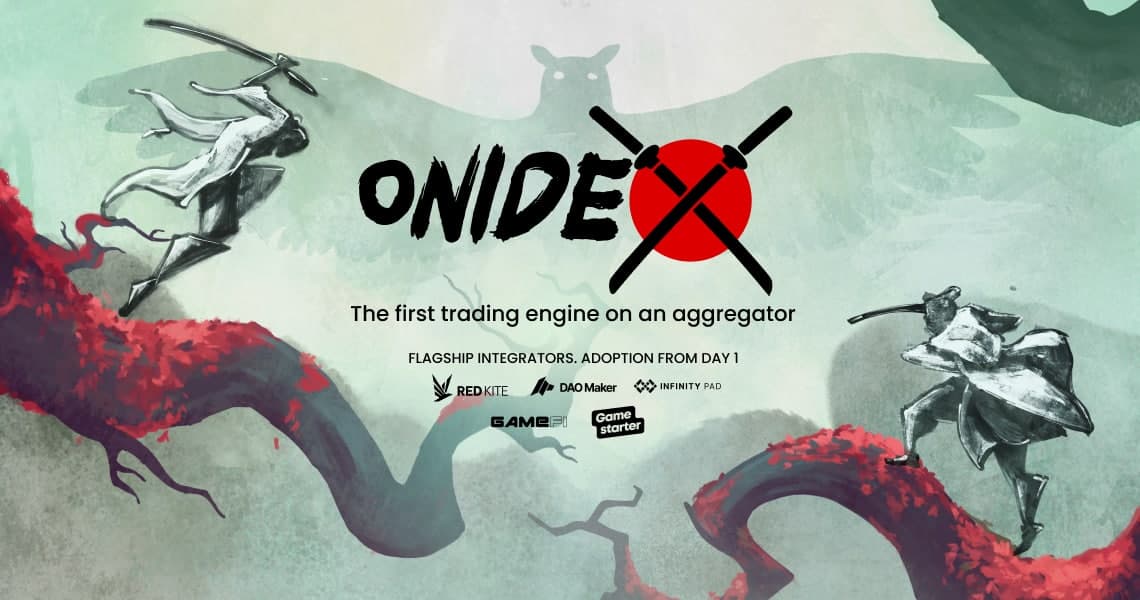 ONIDEX
The first trading engine on an aggregator
FLAGSHIP INTEGRATORS. ADOPTION FROM DAY 1
RED KITE DAO Maker INFINITY PAD
GAMEFI Game
starter